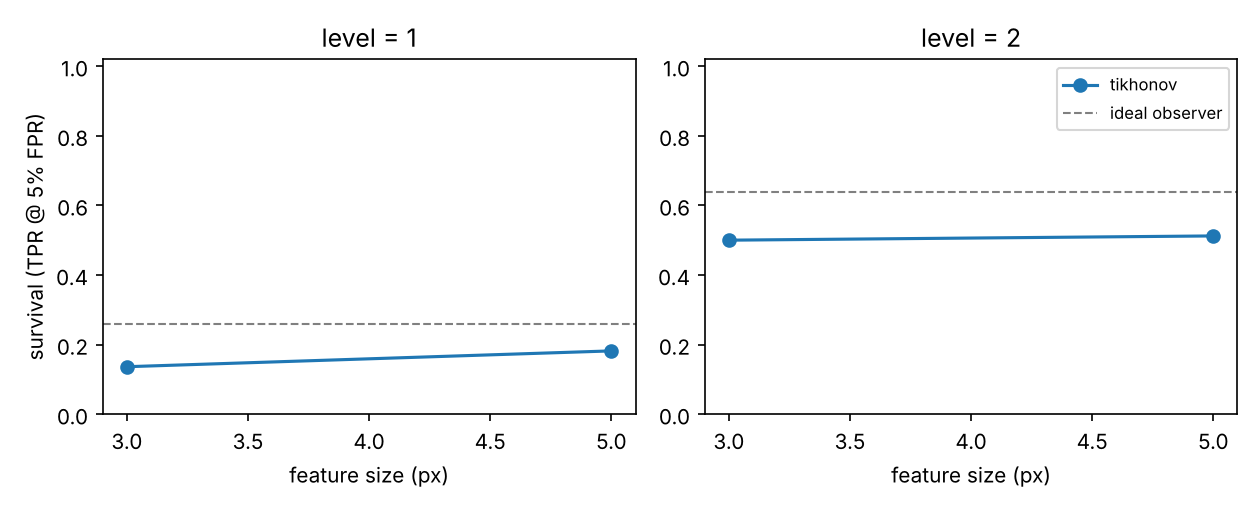 level = 1
survival (TPR @ 5% FPR)
1.0
0.8
0.6
0.4
0.2
0.0
3.0 3.5 4.0 4.5 5.0
feature size (px)
level = 2
tikhonov
ideal observer
1.0
0.8
0.6
0.4
0.2
0.0
3.0 3.5 4.0 4.5 5.0
feature size (px)